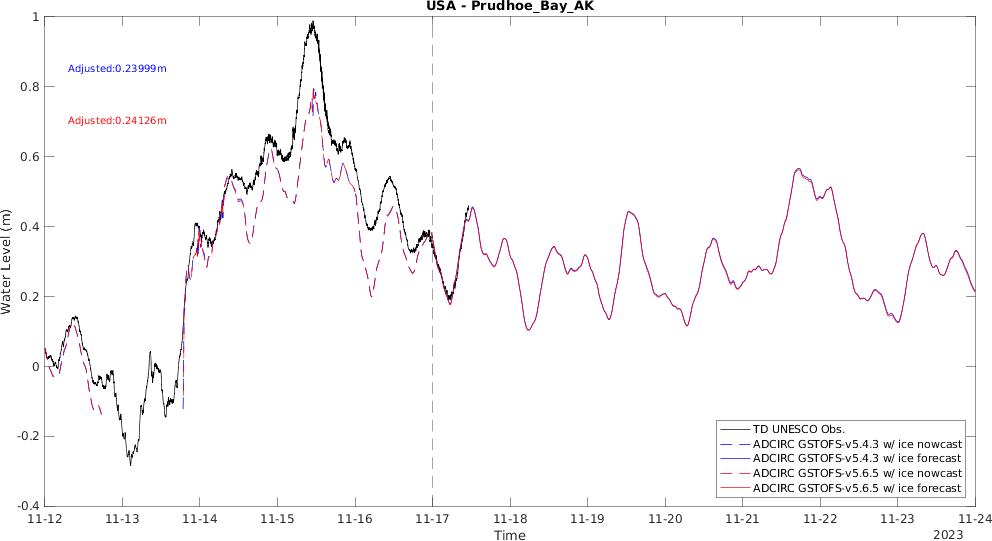 USA - Prudhoe_Bay_AK
Adjusted:0.23999m
Adjusted:0.24126m
Water Level (m)
1
0.8
0.6
0.4
0.2
0
-0.2
-0.4
11-12 11-13 11-14 11-15 11-16 11-17 11-18 11-19 11-20 11-21 11-22 11-23 11-24
Time
2023
TD UNESCO Obs.
ADCIRC GSTOFS-v5.4.3 w/ ice nowcast
ADCIRC GSTOFS-v5.4.3 w/ ice forecast
ADCIRC GSTOFS-v5.6.5 w/ ice nowcast
ADCIRC GSTOFS-v5.6.5 w/ ice forecast